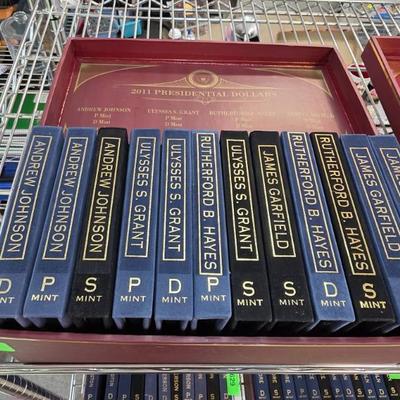 2011 PRESIDENTIAL DOLLARS
ANDREW JOHNSON
P Mint
D Mint
ULYSSES S. GRANT
P Mint
D Mint
ANDREW JOHNSON
D
MINT
ANDREW JOHNSON
P
MINT
ANDREW JOHNSON
S
MINT
ULYSSES S. GRANT
P
MINT
ULYSSES S. GRANT
D
MINT
RUTHERFORD B. HAYES
P
MINT
ULYSSES S. GRANT
S
MINT
JAMES GARFIELD
S
MINT
RUTHERFORD B. HAYES
D
MINT
RUTHERFORD B. HAYES
S
MINT
JAMES GARFIELD
JAMES